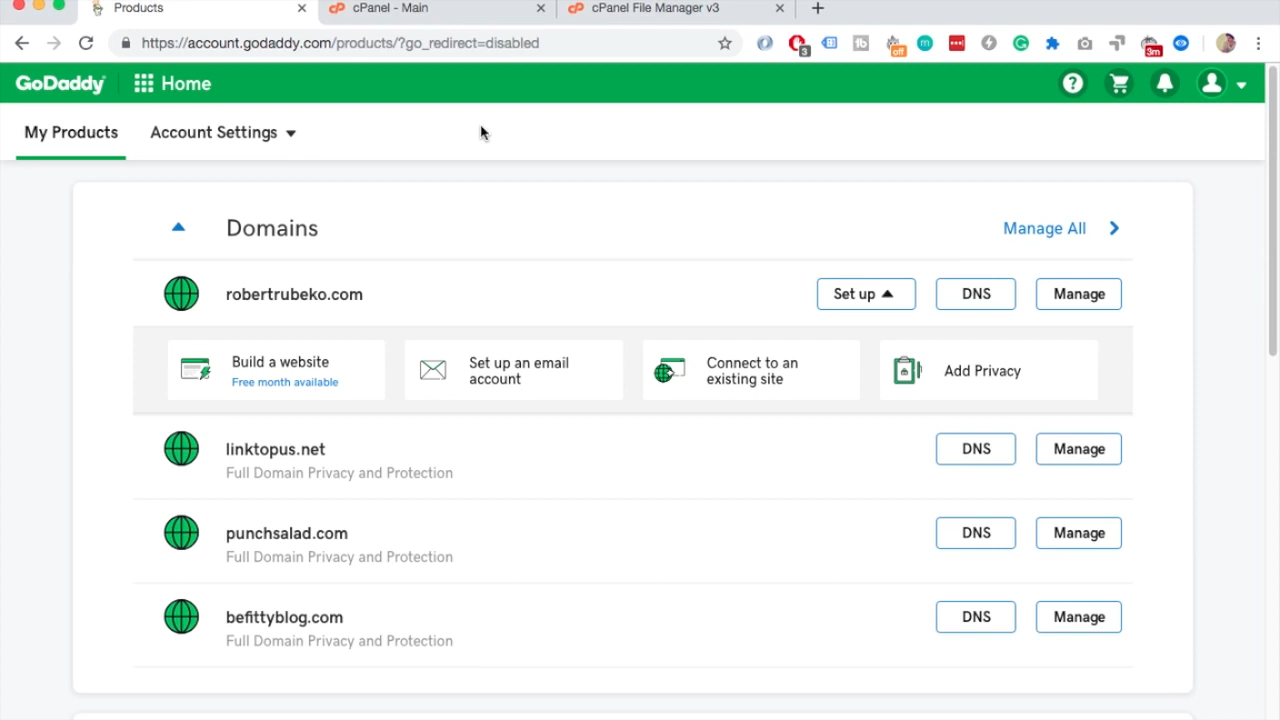 Products
cPanel - Main
cPanel File Manager v3
https://account.godaddy.com/products/?go_redirect=disabled
3
off
m
3m
GoDaddy
Home
My Products
Account Settings
Domains
Manage All
robertrubeko.com
Set up
DNS
Manage
Build a website
Free month available
Set up an email
account
Connect to an
existing site
Add Privacy
linktopus.net
Full Domain Privacy and Protection
DNS
Manage
punchsalad.com
Full Domain Privacy and Protection
DNS
Manage
befittyblog.com
Full Domain Privacy and Protection
DNS
Manage